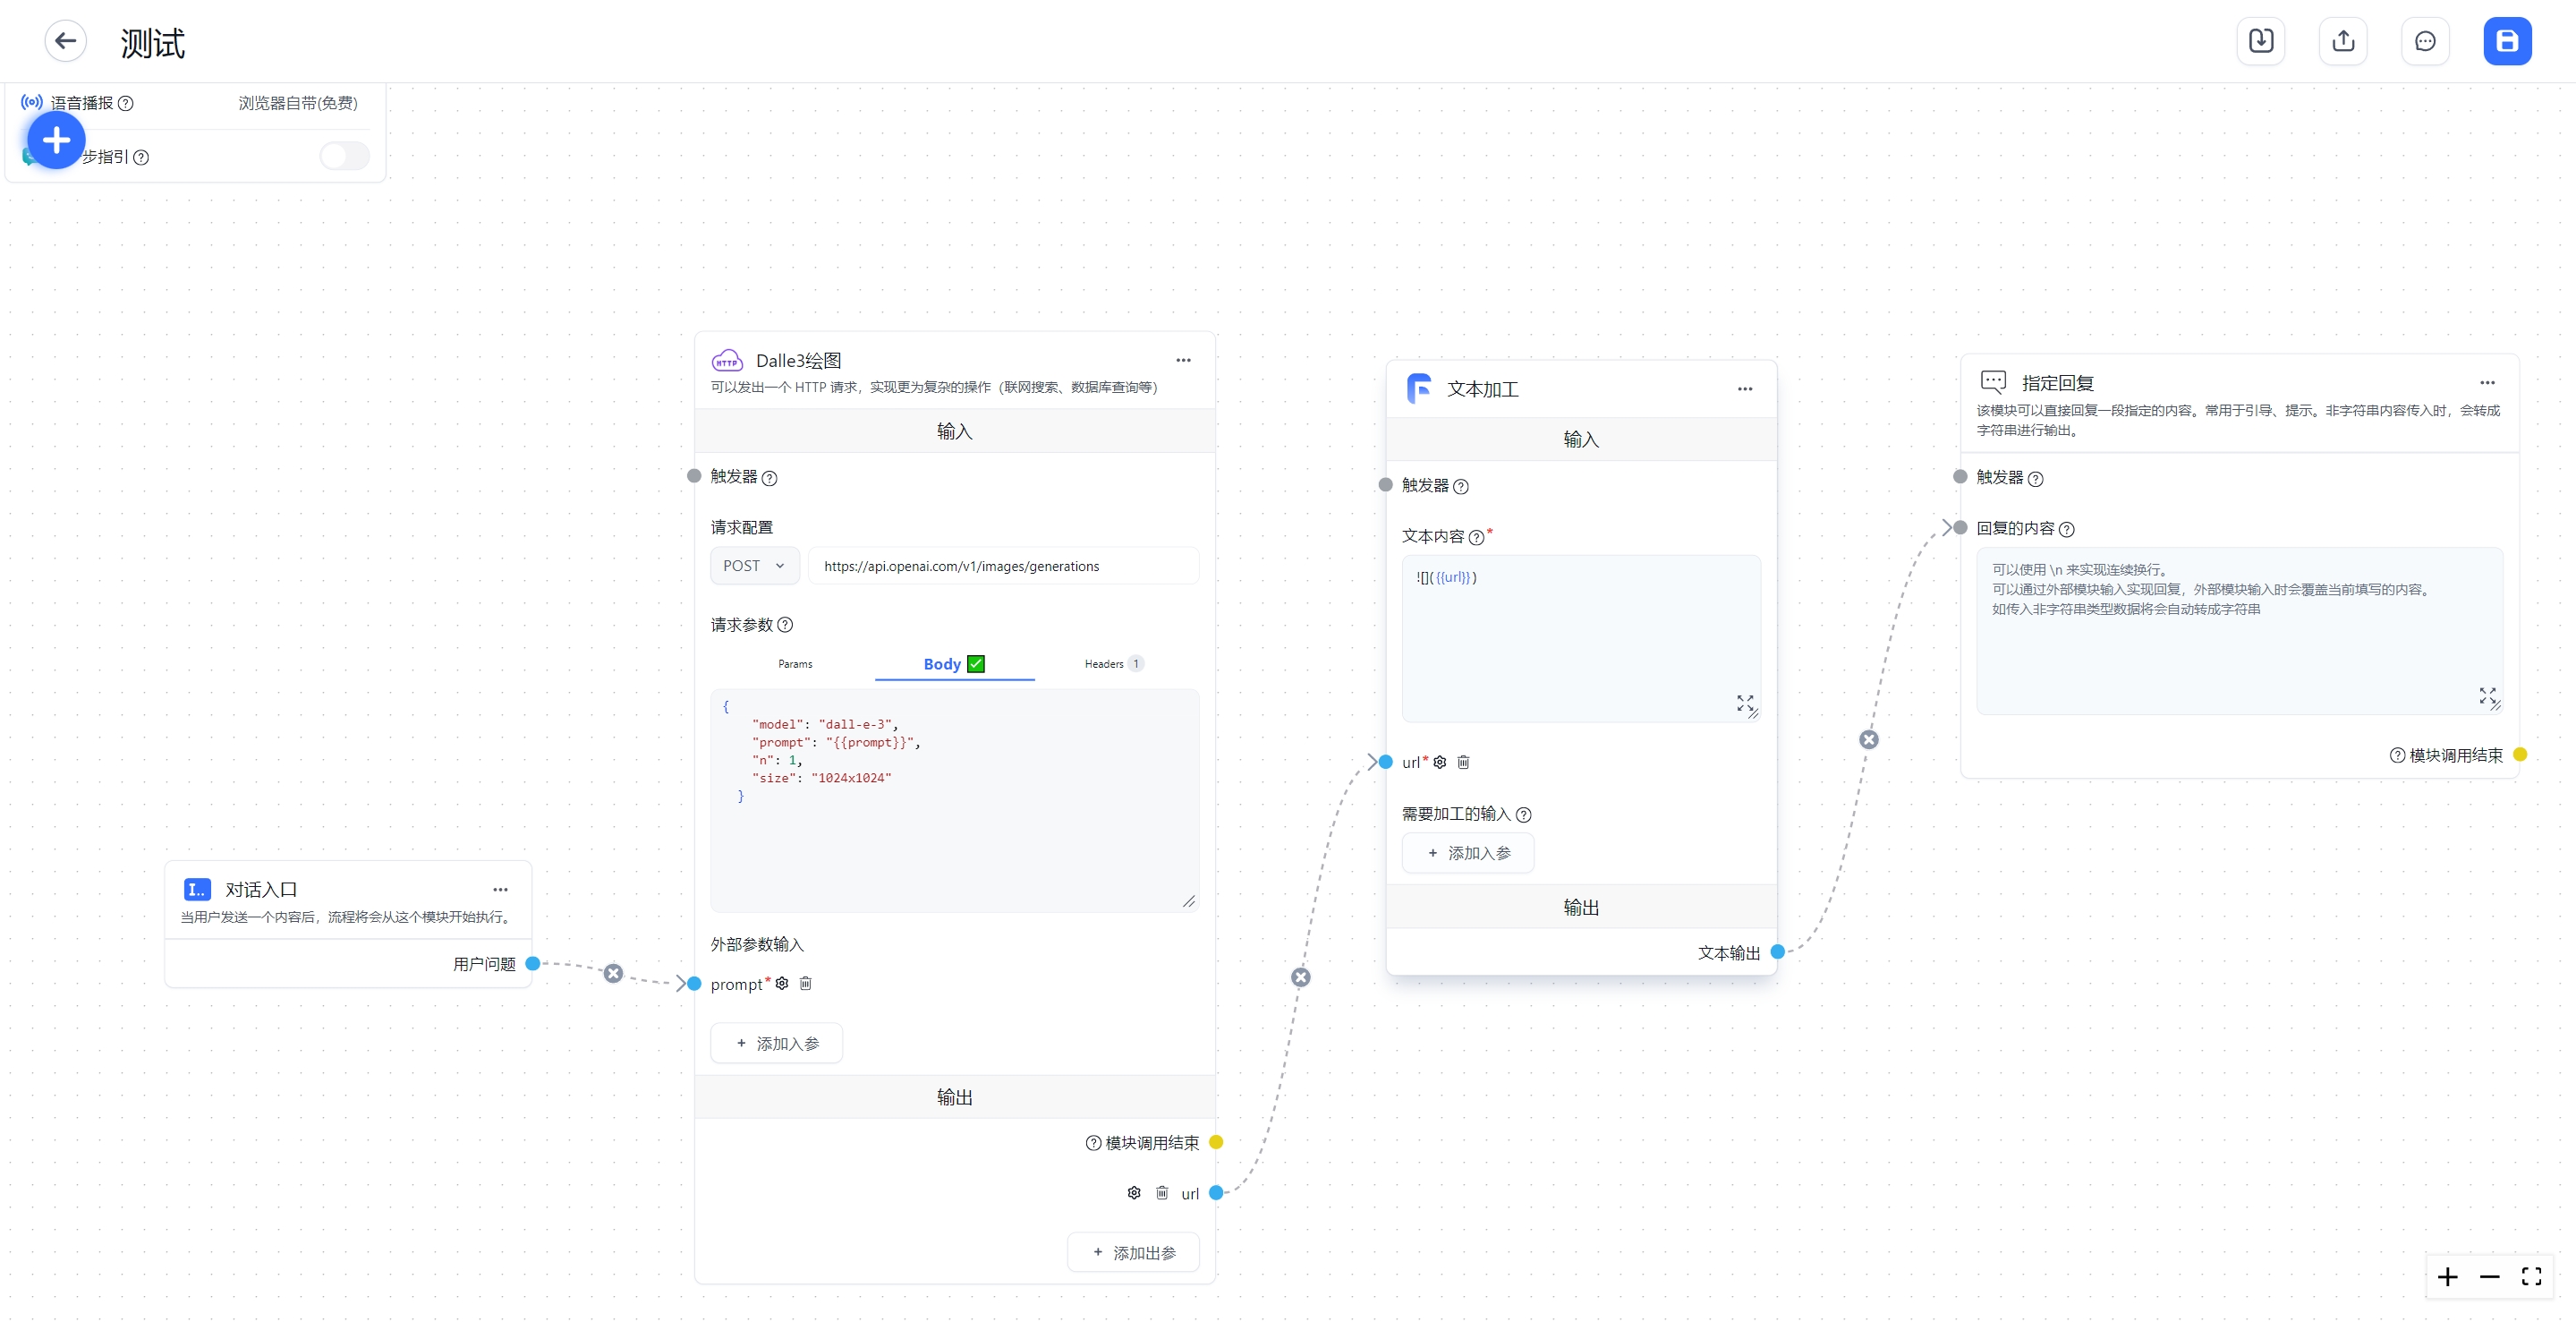 测试
语音播报
浏览器自带(免费)
步指引
Dalle3绘图
可以发出一个 HTTP 请求，实现更为复杂的操作（联网搜索、数据库查询等）
输入
触发器
请求配置
POST
https://api.openai.com/v1/images/generations
请求参数
Params
Body ✅
Headers 1
{
"model": "dall-e-3",
"prompt": "{{prompt}}",
"n": 1,
"size": "1024x1024"
}
外部参数输入
prompt*
+ 添加入参
输出
模块调用结束
url
+ 添加出参
对话入口
当用户发送一个内容后，流程将会从这个模块开始执行。
用户问题
文本加工
输入
触发器
文本内容*
![]({{url}})
url*
需要加工的输入
+ 添加入参
输出
文本输出
指定回复
该模块可以直接回复一段指定的内容。常用于引导、提示。非字符串内容传入时，会转成
字符串进行输出。
触发器
回复的内容
可以使用 \n 来实现连续换行。
可以通过外部模块输入实现回复，外部模块输入时会覆盖当前填写的内容。
如传入非字符串类型数据将会自动转成字符串
模块调用结束